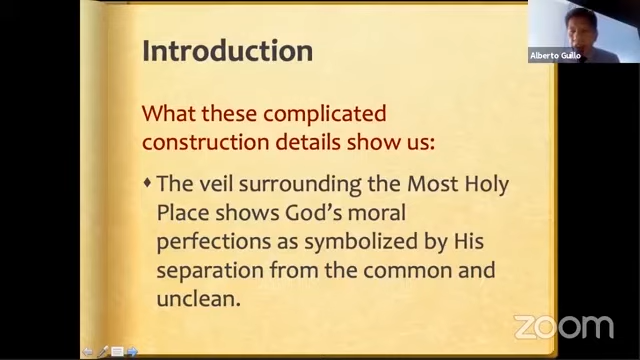 Introduction
Alberto Guillo
What these complicated
construction details show us:
The veil surrounding the Most Holy
Place shows God's moral
perfections as symbolized by His
separation from the common and
unclean.
zoom